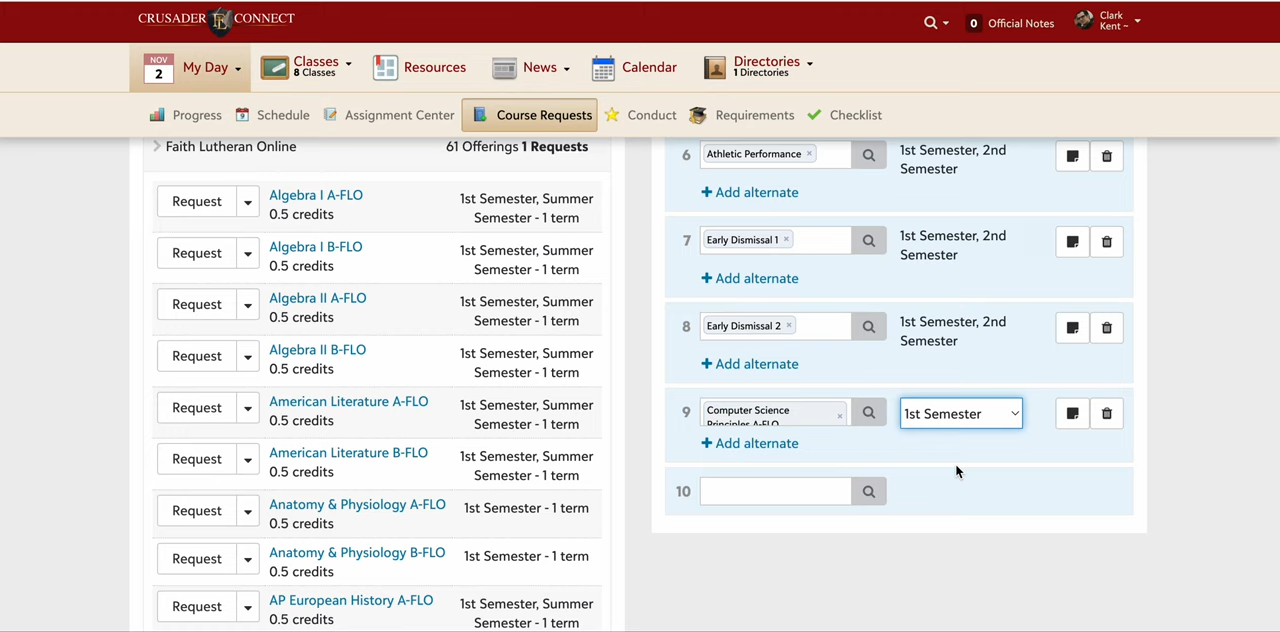 CRUSADER FL CONNECT
0 Official Notes
Clark
Kent –
NOV
2
My Day
Classes
8 Classes
Resources
News
Calendar
Directories
1 Directories
Progress
Schedule
Assignment Center
Course Requests
Conduct
Requirements
Checklist
Faith Lutheran Online
61 Offerings 1 Requests
Request
Algebra I A-FLO
0.5 credits
1st Semester, Summer
Semester - 1 term
Request
Algebra I B-FLO
0.5 credits
1st Semester, Summer
Semester - 1 term
Request
Algebra II A-FLO
0.5 credits
1st Semester, Summer
Semester - 1 term
Request
Algebra II B-FLO
0.5 credits
1st Semester, Summer
Semester - 1 term
Request
American Literature A-FLO
0.5 credits
1st Semester, Summer
Semester - 1 term
Request
American Literature B-FLO
0.5 credits
1st Semester, Summer
Semester - 1 term
Request
Anatomy & Physiology A-FLO
0.5 credits
1st Semester - 1 term
Request
Anatomy & Physiology B-FLO
0.5 credits
1st Semester - 1 term
Request
AP European History A-FLO
0.5 credits
1st Semester, Summer
Semester - 1 term
6
Athletic Performance ×
1st Semester, 2nd
Semester
+ Add alternate
7
Early Dismissal 1 ×
1st Semester, 2nd
Semester
+ Add alternate
8
Early Dismissal 2 ×
1st Semester, 2nd
Semester
+ Add alternate
9
Computer Science
Principles A-FLO ×
1st Semester
+ Add alternate
10